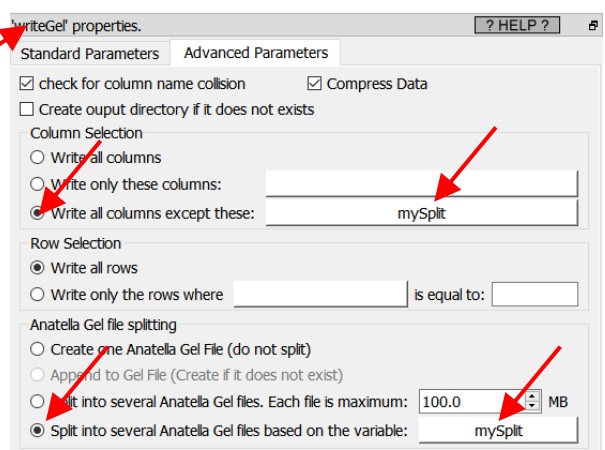 'writeGel' properties. ? HELP ?
Standard Parameters Advanced Parameters
check for column name collision Compress Data
Create ouput directory if it does not exists
Column Selection
Write all columns
Write only these columns:
Write all columns except these: mySplit
Row Selection
Write all rows
Write only the rows where is equal to:
Anatella Gel file splitting
Create one Anatella Gel File (do not split)
Append to Gel File (Create if it does not exist)
Split into several Anatella Gel files. Each file is maximum: 100.0 MB
Split into several Anatella Gel files based on the variable: mySplit